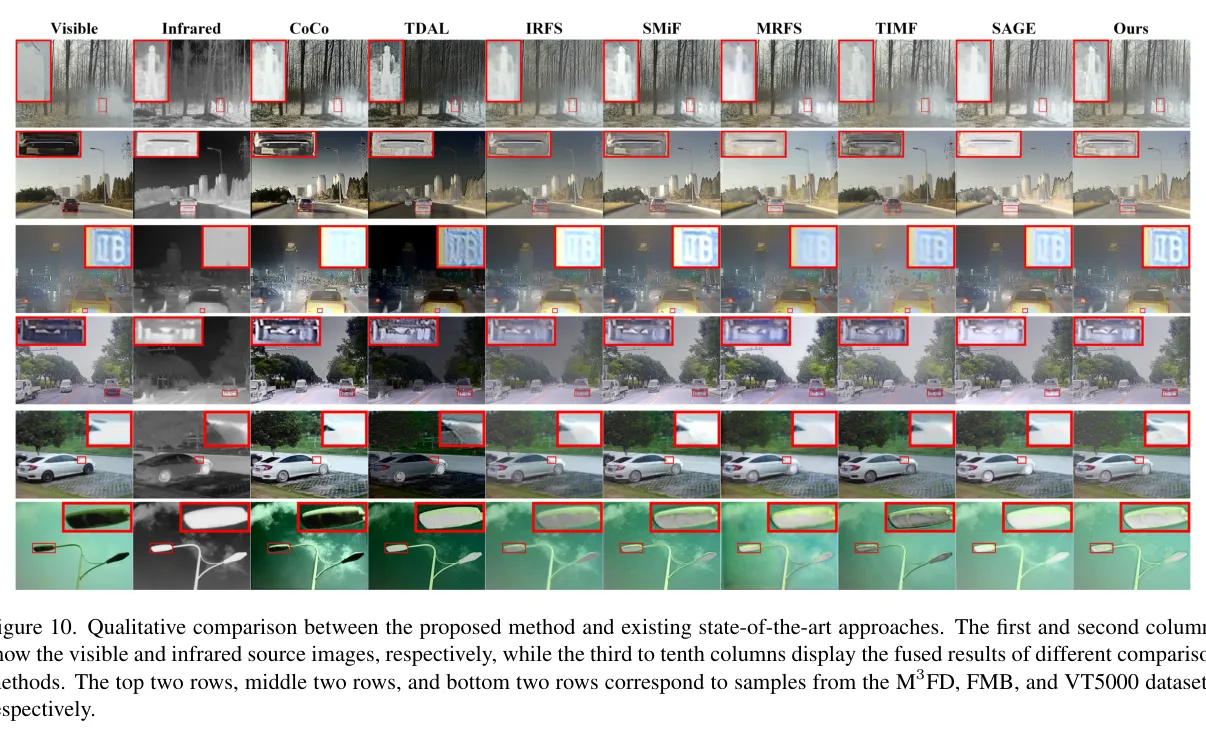 Visible Infrared CoCo TDAL IRFS SMiF MRFS TIMF SAGE Ours
IB
igure 10. Qualitative comparison between the proposed method and existing state-of-the-art approaches. The first and second column
ow the visible and infrared source images, respectively, while the third to tenth columns display the fused results of different compariso
ethods. The top two rows, middle two rows, and bottom two rows correspond to samples from the M³FD, FMB, and VT5000 dataset
espectively.